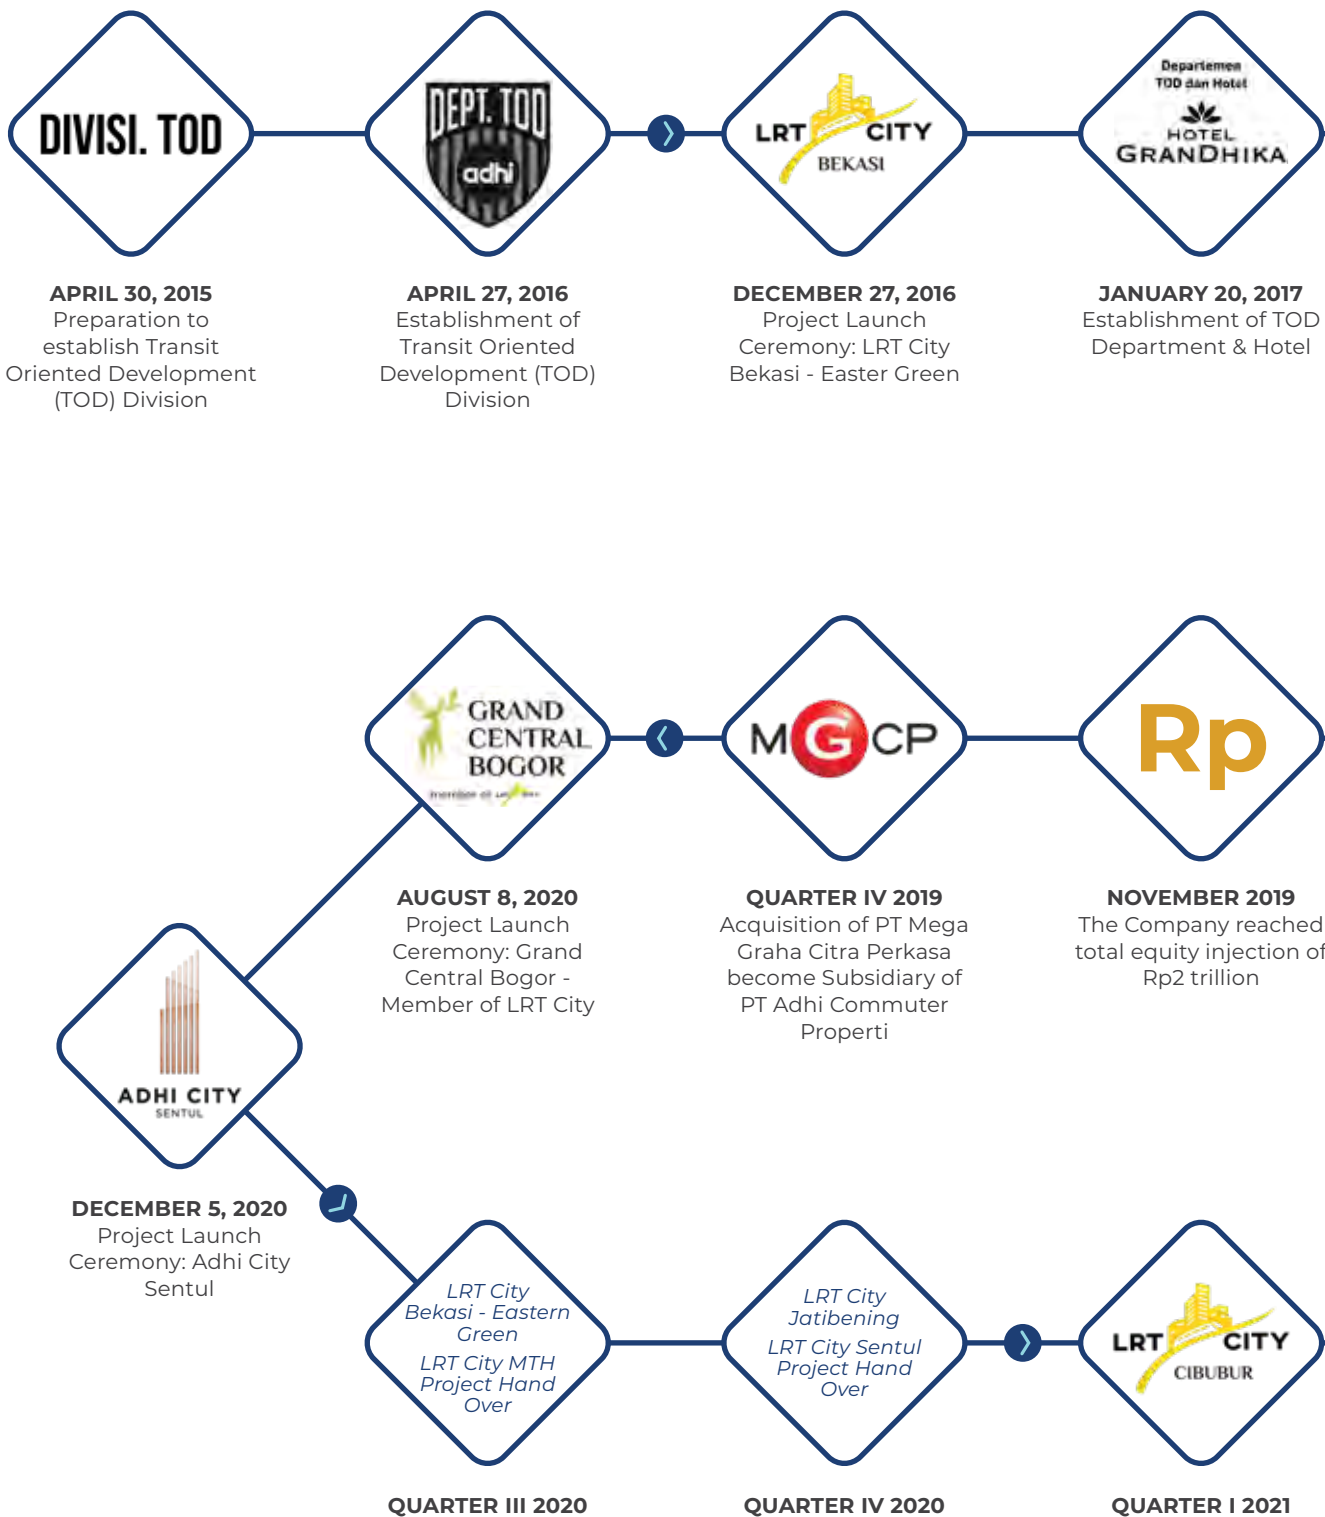 DIVISI. TOD
APRIL 30, 2015
Preparation to
establish Transit
Oriented Development
(TOD) Division
DEPT. TOD
adhi
APRIL 27, 2016
Establishment of
Transit Oriented
Development (TOD)
Division
LRT CITY
BEKASI
DECEMBER 27, 2016
Project Launch
Ceremony: LRT City
Bekasi - Easter Green
Departemen
TOD dan Hotel
HOTEL
GRANDHIKA
JANUARY 20, 2017
Establishment of TOD
Department & Hotel
Rp
NOVEMBER 2019
The Company reached
total equity injection of
Rp2 trillion
MGCP
QUARTER IV 2019
Acquisition of PT Mega
Graha Citra Perkasa
become Subsidiary of
PT Adhi Commuter
Properti
GRAND
CENTRAL
BOGOR
member of
AUGUST 8, 2020
Project Launch
Ceremony: Grand
Central Bogor -
Member of LRT City
ADHI CITY
SENTUL
DECEMBER 5, 2020
Project Launch
Ceremony: Adhi City
Sentul
LRT City
Bekasi - Eastern
Green
LRT City MTH
Project Hand
Over
QUARTER III 2020
LRT City
Jatibening
LRT City Sentul
Project Hand
Over
QUARTER IV 2020
LRT CITY
CIBUBUR
QUARTER I 2021